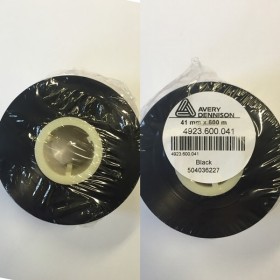 AVERY
DENNISON
41 mm x 880 m
4923.600.041
4923.600.041
Black
504036227